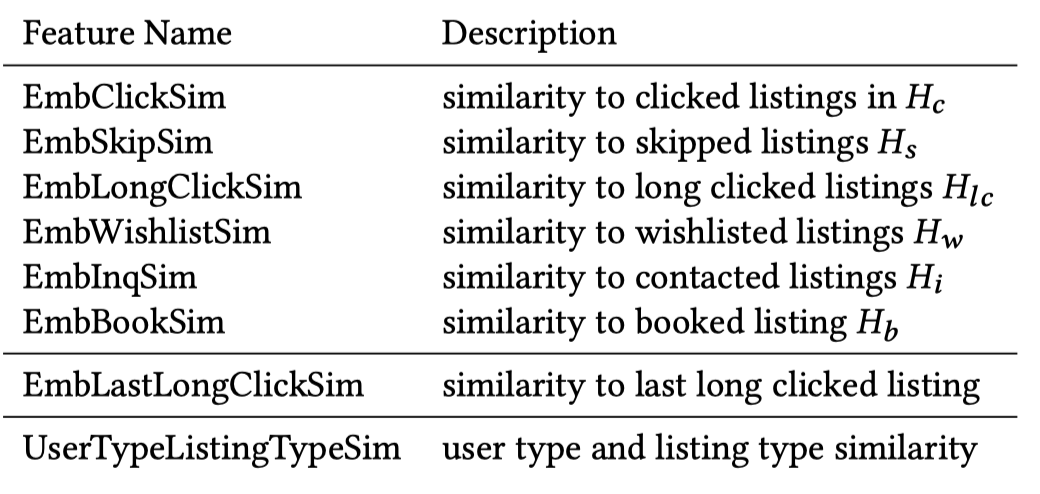 Feature Name Description
EmbClickSim similarity to clicked listings in H_c
EmbSkipSim similarity to skipped listings H_s
EmbLongClickSim similarity to long clicked listings H_lc
EmbWishlistSim similarity to wishlisted listings H_w
EmbInqSim similarity to contacted listings H_i
EmbBookSim similarity to booked listing H_b
EmbLastLongClickSim similarity to last long clicked listing
UserTypeListingTypeSim user type and listing type similarity